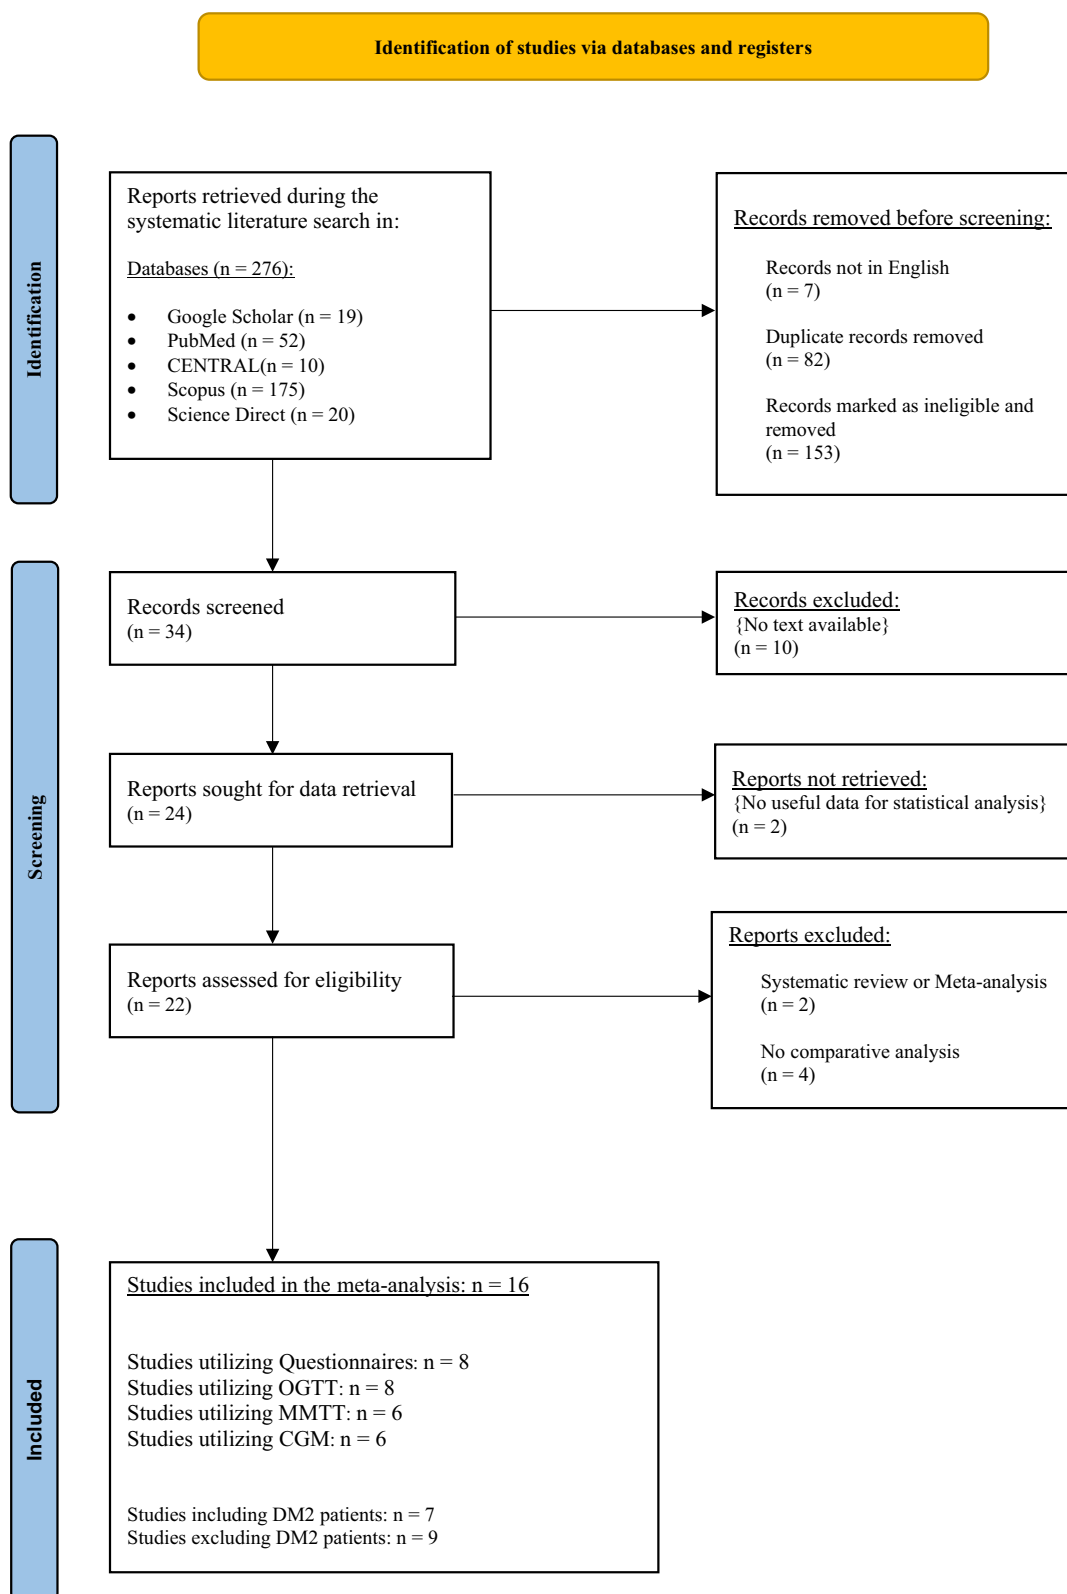 Identification of studies via databases and registers
Identification
Reports retrieved during the
systematic literature search in:
Databases (n = 276):
• Google Scholar (n = 19)
• PubMed (n = 52)
• CENTRAL(n = 10)
• Scopus (n = 175)
• Science Direct (n = 20)
Records removed before screening:
Records not in English
(n = 7)
Duplicate records removed
(n = 82)
Records marked as ineligible and
removed
(n = 153)
Screening
Records screened
(n = 34)
Records excluded:
{No text available}
(n = 10)
Reports sought for data retrieval
(n = 24)
Reports not retrieved:
{No useful data for statistical analysis}
(n = 2)
Reports assessed for eligibility
(n = 22)
Reports excluded:
Systematic review or Meta-analysis
(n = 2)
No comparative analysis
(n = 4)
Included
Studies included in the meta-analysis: n = 16
Studies utilizing Questionnaires: n = 8
Studies utilizing OGTT: n = 8
Studies utilizing MMTT: n = 6
Studies utilizing CGM: n = 6
Studies including DM2 patients: n = 7
Studies excluding DM2 patients: n = 9